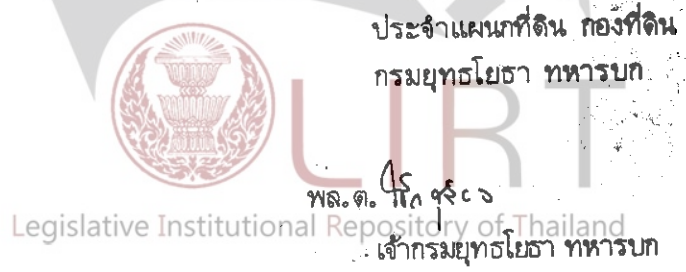 ประจำแผนกที่ดิน กองที่ดิน
กรมยุทธโยธา ทหารบก
LIRT
พล.ต.
Legislative Institutional Repository of Thailand
เจ้ากรมยุทธโยธา ทหารบก